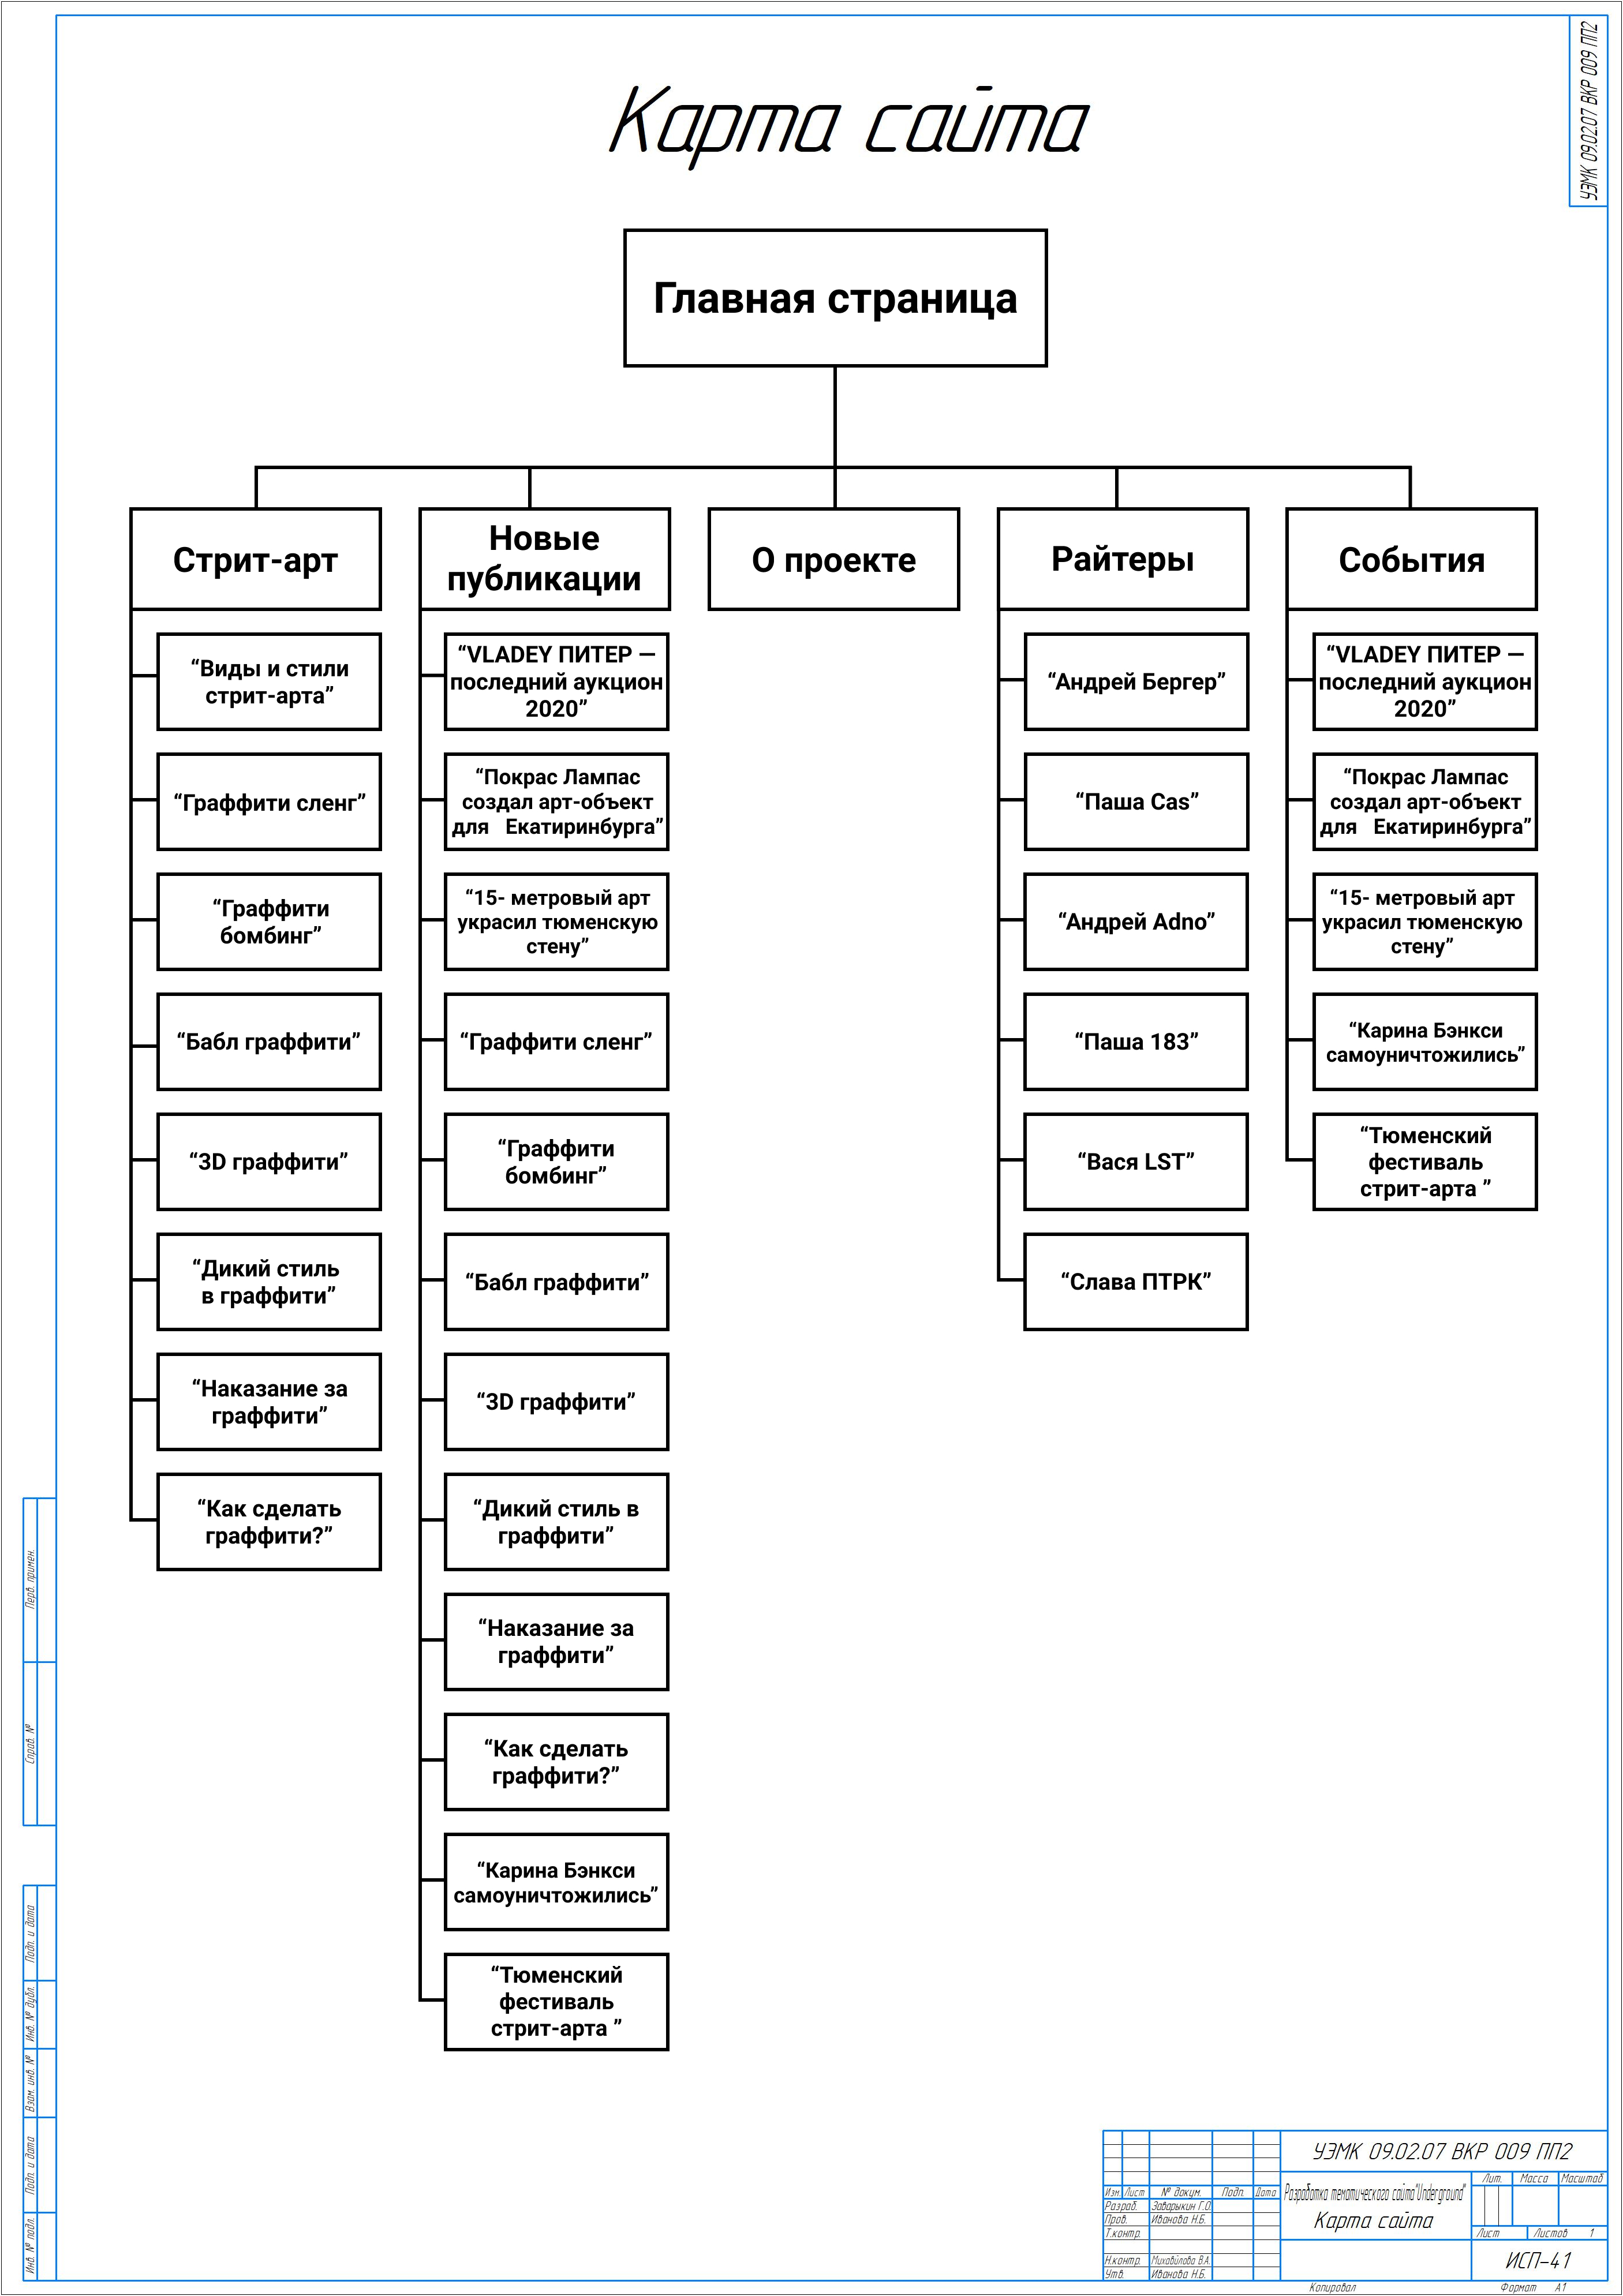 УЭМК 09.02.07 ВКР 009 ПП2
Карта сайта
Главная страница
Стрит-арт
“Виды и стили
стрит-арта”
“Граффити сленг”
“Граффити
бомбинг”
“Бабл граффити”
“3D граффити”
“Дикий стиль
в граффити”
“Наказание за
граффити”
“Как сделать
граффити?”
Новые
публикации
“VLADEY ПИТЕР —
последний аукцион
2020”
“Покрас Лампас
создал арт-объект
для Екатиринбурга”
“15- метровый арт
украсил тюменскую
стену”
“Граффити сленг”
“Граффити
бомбинг”
“Бабл граффити”
“3D граффити”
“Дикий стиль в
граффити”
“Наказание за
граффити”
“Как сделать
граффити?”
“Карина Бэнкси
самоуничтожились”
“Тюменский
фестиваль
стрит-арта ”
О проекте
Райтеры
“Андрей Бергер”
“Паша Cas”
“Андрей Adno”
“Паша 183”
“Вася LST”
“Слава ПТРК”
События
“VLADEY ПИТЕР —
последний аукцион
2020”
“Покрас Лампас
создал арт-объект
для Екатиринбурга”
“15- метровый арт
украсил тюменскую
стену”
“Карина Бэнкси
самоуничтожились”
“Тюменский
фестиваль
стрит-арта ”
Перв. примен.
Справ. №
Подп. и дата
Инв. № дубл.
Взам. инв. №
Подп. и дата
Инв. № подл.
УЭМК 09.02.07 ВКР 009 ПП2
Изм. Лист № докум. Подп. Дата
Разраб. Заварыкин Г.О.
Пров. Иванова Н.Б.
Т.контр.
Н.контр. Михайлова В.А.
Утв. Иванова Н.Б.
Разработка тематического сайта"Underground"
Карта сайта
Лит. Масса Масштаб
Лист Листов 1
ИСП-41
Копировал Формат А1